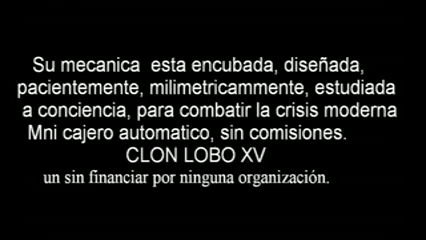 Su mecanica esta encubada, diseñada,
pacientemente, milimetricammente, estudiada
a conciencia, para combatir la crisis moderna
Mni cajero automatico, sin comisiones.
CLON LOBO XV
un sin financiar por ninguna organización.